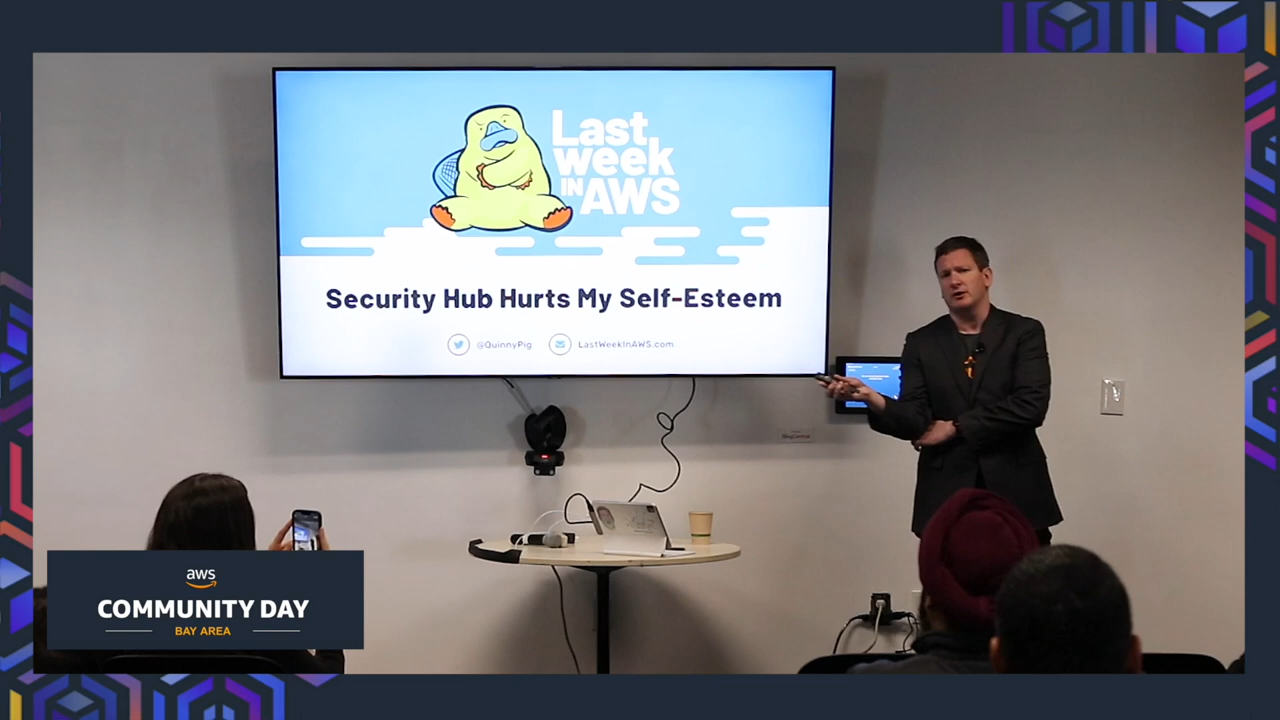 Last
week
IN AWS
Security Hub Hurts My Self-Esteem
@QuinnyPig LastWeekInAWS.com
aws
COMMUNITY DAY
BAY AREA